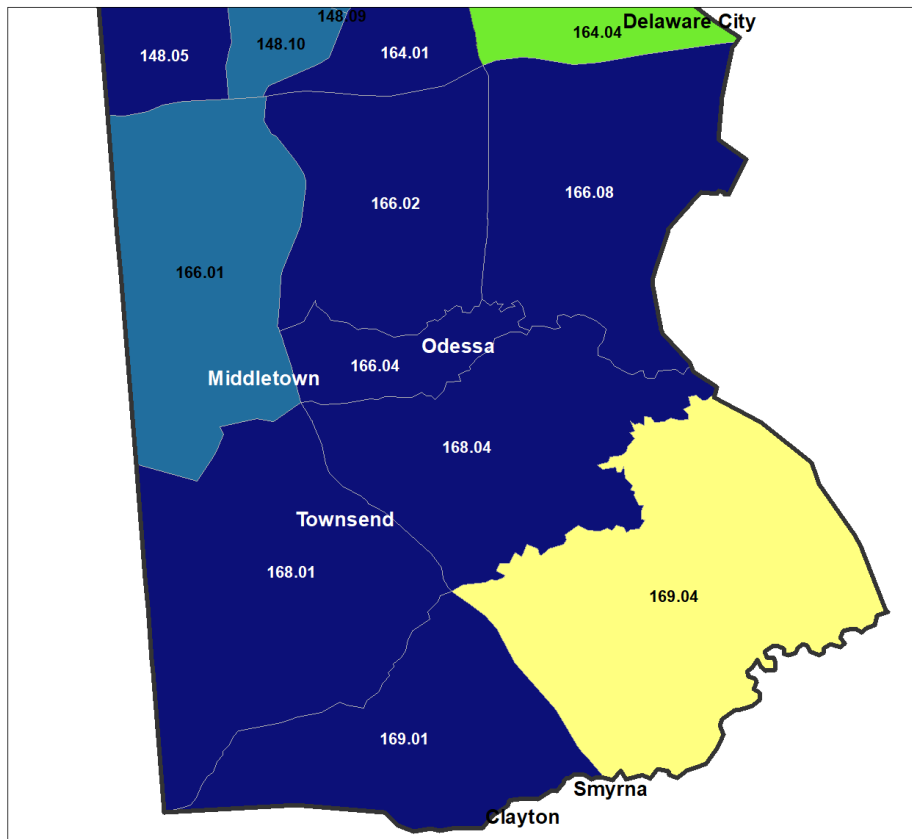 148.09
Delaware City
164.04
148.10
164.01
148.05
166.08
166.02
166.01
Odessa
166.04
Middletown
168.04
Townsend
168.01
169.04
169.01
Smyrna
Clayton